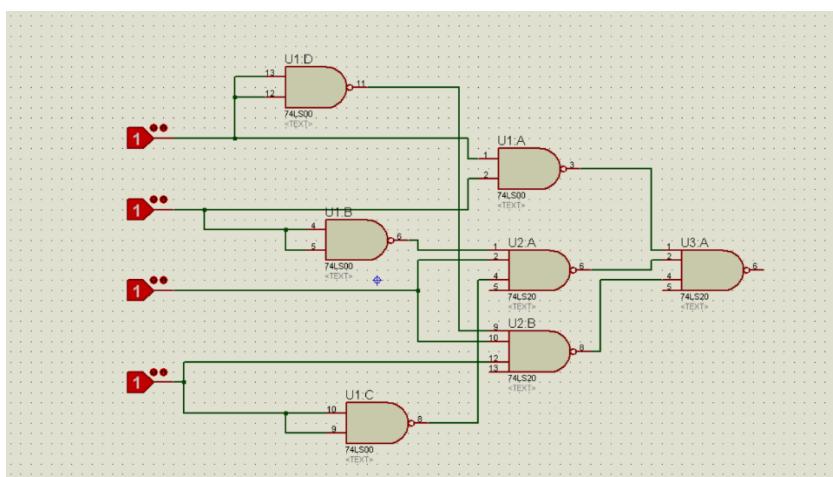 U1:D
13
12
11
74LS00
<TEXT>
1
U1:A
1
2
3
74LS00
<TEXT>
1
U1:B
4
5
6
74LS00
<TEXT>
U2:A
1
2
4
5
6
74LS20
<TEXT>
U3:A
1
2
4
5
6
74LS20
<TEXT>
1
U2:B
9
10
12
13
8
74LS20
<TEXT>
1
U1:C
10
9
8
74LS00
<TEXT>